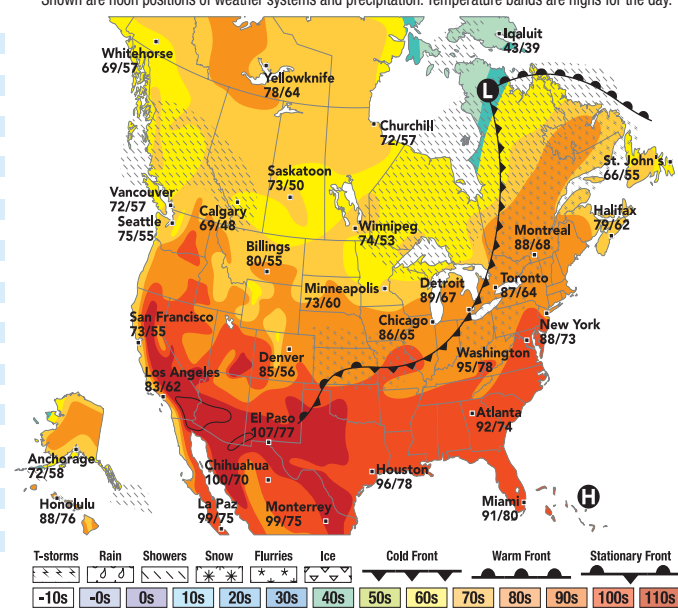 Shown are noon positions of weather systems and precipitation. Temperature bands are highs for the day.
Iqaluit
43/39
Whitehorse
69/57
Yellowknife
78/64
L
Churchill
72/57
St. John's
66/55
Saskatoon
73/50
Vancouver
72/57
Seattle
75/55
Calgary
69/48
Winnipeg
74/53
Halifax
79/62
Montreal
88/68
Billings
80/55
Minneapolis
73/60
Detroit
89/67
Toronto
87/64
San Francisco
73/55
Chicago
86/65
New York
88/73
Denver
85/56
Washington
95/78
Los Angeles
83/62
El Paso
107/77
Atlanta
92/74
Anchorage
72/58
Chihuahua
100/70
Houston
96/78
Honolulu
88/76
La Paz
99/75
Monterrey
99/75
Miami
91/80
H
T-storms Rain Showers Snow Flurries Ice Cold Front Warm Front Stationary Front
-10s -0s 0s 10s 20s 30s 40s 50s 60s 70s 80s 90s 100s 110s